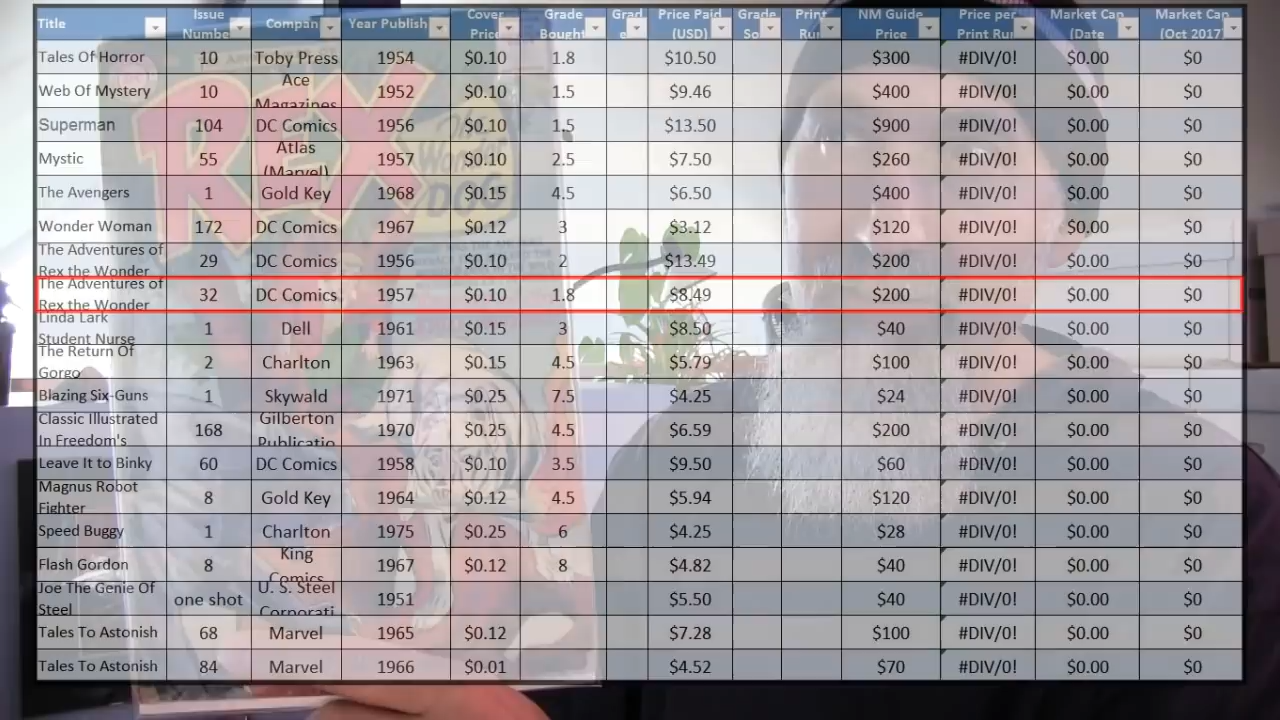 Title Issue Numbe Compan Year Publish Cover Price Grade Bought Grad e Price Paid (USD) Grade So Print Ru NM Guide Price Price per Print Ru Market Cap (Date Market Cap (Oct 2017)
Tales Of Horror 10 Toby Press 1954 $0.10 1.8 $10.50 $300 #DIV/0! $0.00 $0
Web Of Mystery 10 Ace Magazines 1952 $0.10 1.5 $9.46 $400 #DIV/0! $0.00 $0
Superman 104 DC Comics 1956 $0.10 1.5 $13.50 $900 #DIV/0! $0.00 $0
Mystic 55 Atlas (Marvel) 1957 $0.10 2.5 $7.50 $260 #DIV/0! $0.00 $0
The Avengers 1 Gold Key 1968 $0.15 4.5 $6.50 $400 #DIV/0! $0.00 $0
Wonder Woman 172 DC Comics 1967 $0.12 3 $3.12 $120 #DIV/0! $0.00 $0
The Adventures of Rex the Wonder 29 DC Comics 1956 $0.10 2 $13.49 $200 #DIV/0! $0.00 $0
The Adventures of Rex the Wonder 32 DC Comics 1957 $0.10 1.8 $8.49 $200 #DIV/0! $0.00 $0
Linda Lark Student Nurse 1 Dell 1961 $0.15 3 $8.50 $40 #DIV/0! $0.00 $0
The Return Of Gorgo 2 Charlton 1963 $0.15 4.5 $5.79 $100 #DIV/0! $0.00 $0
Blazing Six-Guns 1 Skywald 1971 $0.25 7.5 $4.25 $24 #DIV/0! $0.00 $0
Classic Illustrated In Freedom's 168 Gilberton Publicatio 1970 $0.25 4.5 $6.59 $200 #DIV/0! $0.00 $0
Leave It to Binky 60 DC Comics 1958 $0.10 3.5 $9.50 $60 #DIV/0! $0.00 $0
Magnus Robot Fighter 8 Gold Key 1964 $0.12 4.5 $5.94 $120 #DIV/0! $0.00 $0
Speed Buggy 1 Charlton 1975 $0.25 6 $4.25 $28 #DIV/0! $0.00 $0
Flash Gordon 8 King Comics 1967 $0.12 8 $4.82 $40 #DIV/0! $0.00 $0
Joe The Genie Of Steel one shot U. S. Steel Corporati 1951 $5.50 $40 #DIV/0! $0.00 $0
Tales To Astonish 68 Marvel 1965 $0.12 $7.28 $100 #DIV/0! $0.00 $0
Tales To Astonish 84 Marvel 1966 $0.01 $4.52 $70 #DIV/0! $0.00 $0
REX
The
Wonder
DOG